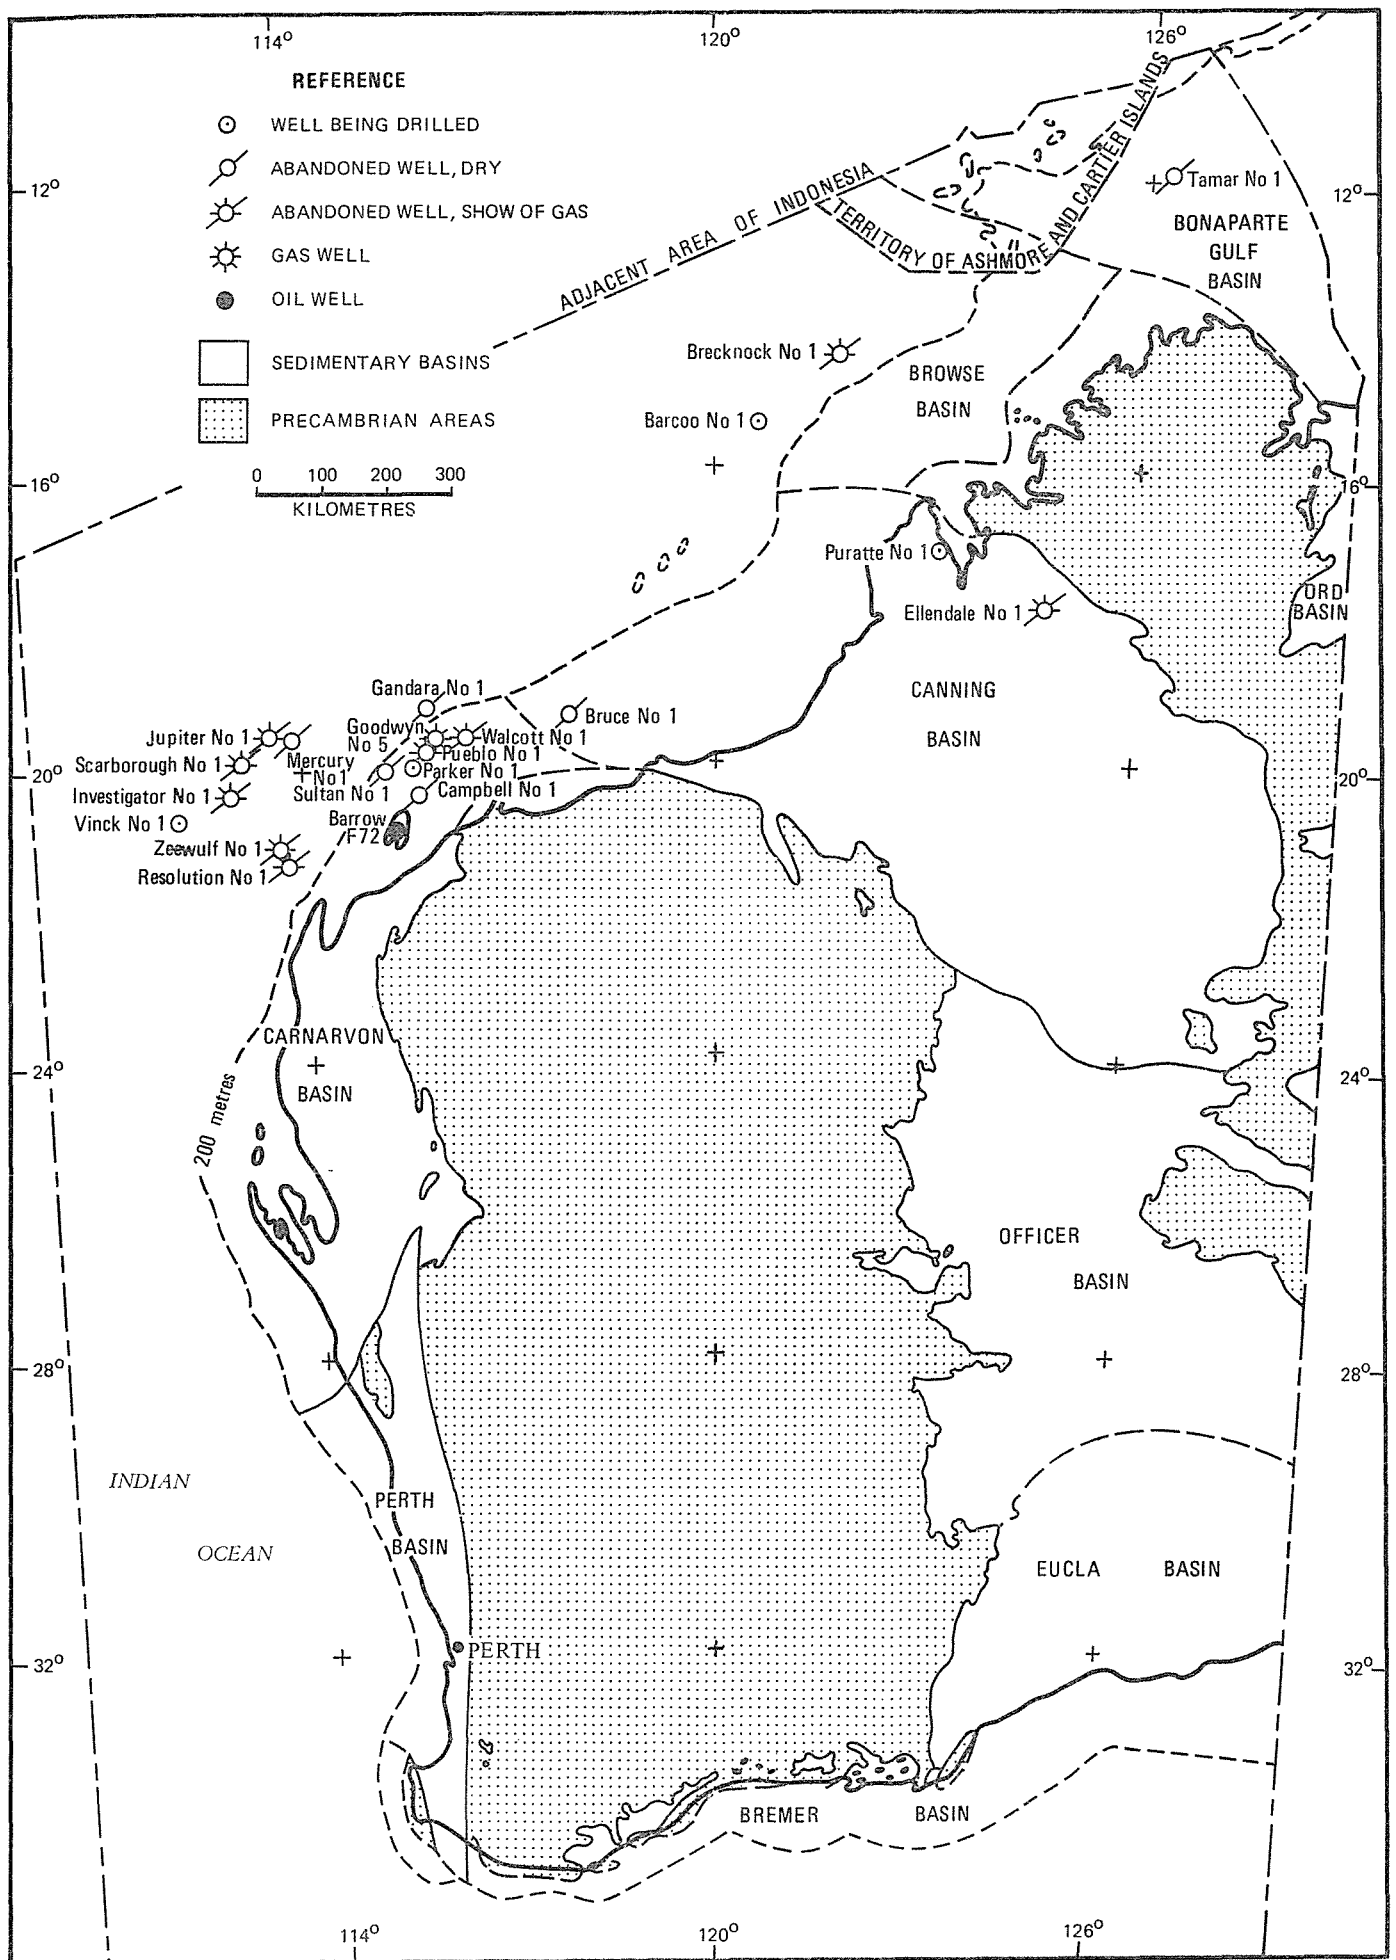 114°
120°
126°
REFERENCE
WELL BEING DRILLED
ABANDONED WELL, DRY
ABANDONED WELL, SHOW OF GAS
GAS WELL
OIL WELL
SEDIMENTARY BASINS
PRECAMBRIAN AREAS
0 100 200 300
KILOMETRES
ADJACENT AREA OF INDONESIA
TERRITORY OF ASHMORE AND CARTIER ISLANDS
12°
12°
Tamar No 1
BONAPARTE
GULF
BASIN
Brecknock No 1
BROWSE
BASIN
Barcoo No 1
16°
16°
Puratte No 1
ORD
BASIN
Ellendale No 1
CANNING
BASIN
Gandara No 1
Bruce No 1
Goodwyn
No 5
Walcott No 1
Jupiter No 1
Pueblo No 1
Mercury
No 1
Scarborough No 1
Parker No 1
20°
20°
Sultan No 1
Campbell No 1
Investigator No 1
Barrow
F72
Vinck No 1
Zeewulf No 1
Resolution No 1
CARNARVON
BASIN
24°
24°
200 metres
OFFICER
BASIN
28°
28°
INDIAN
OCEAN
PERTH
BASIN
EUCLA BASIN
PERTH
32°
32°
BREMER BASIN
114°
120°
126°